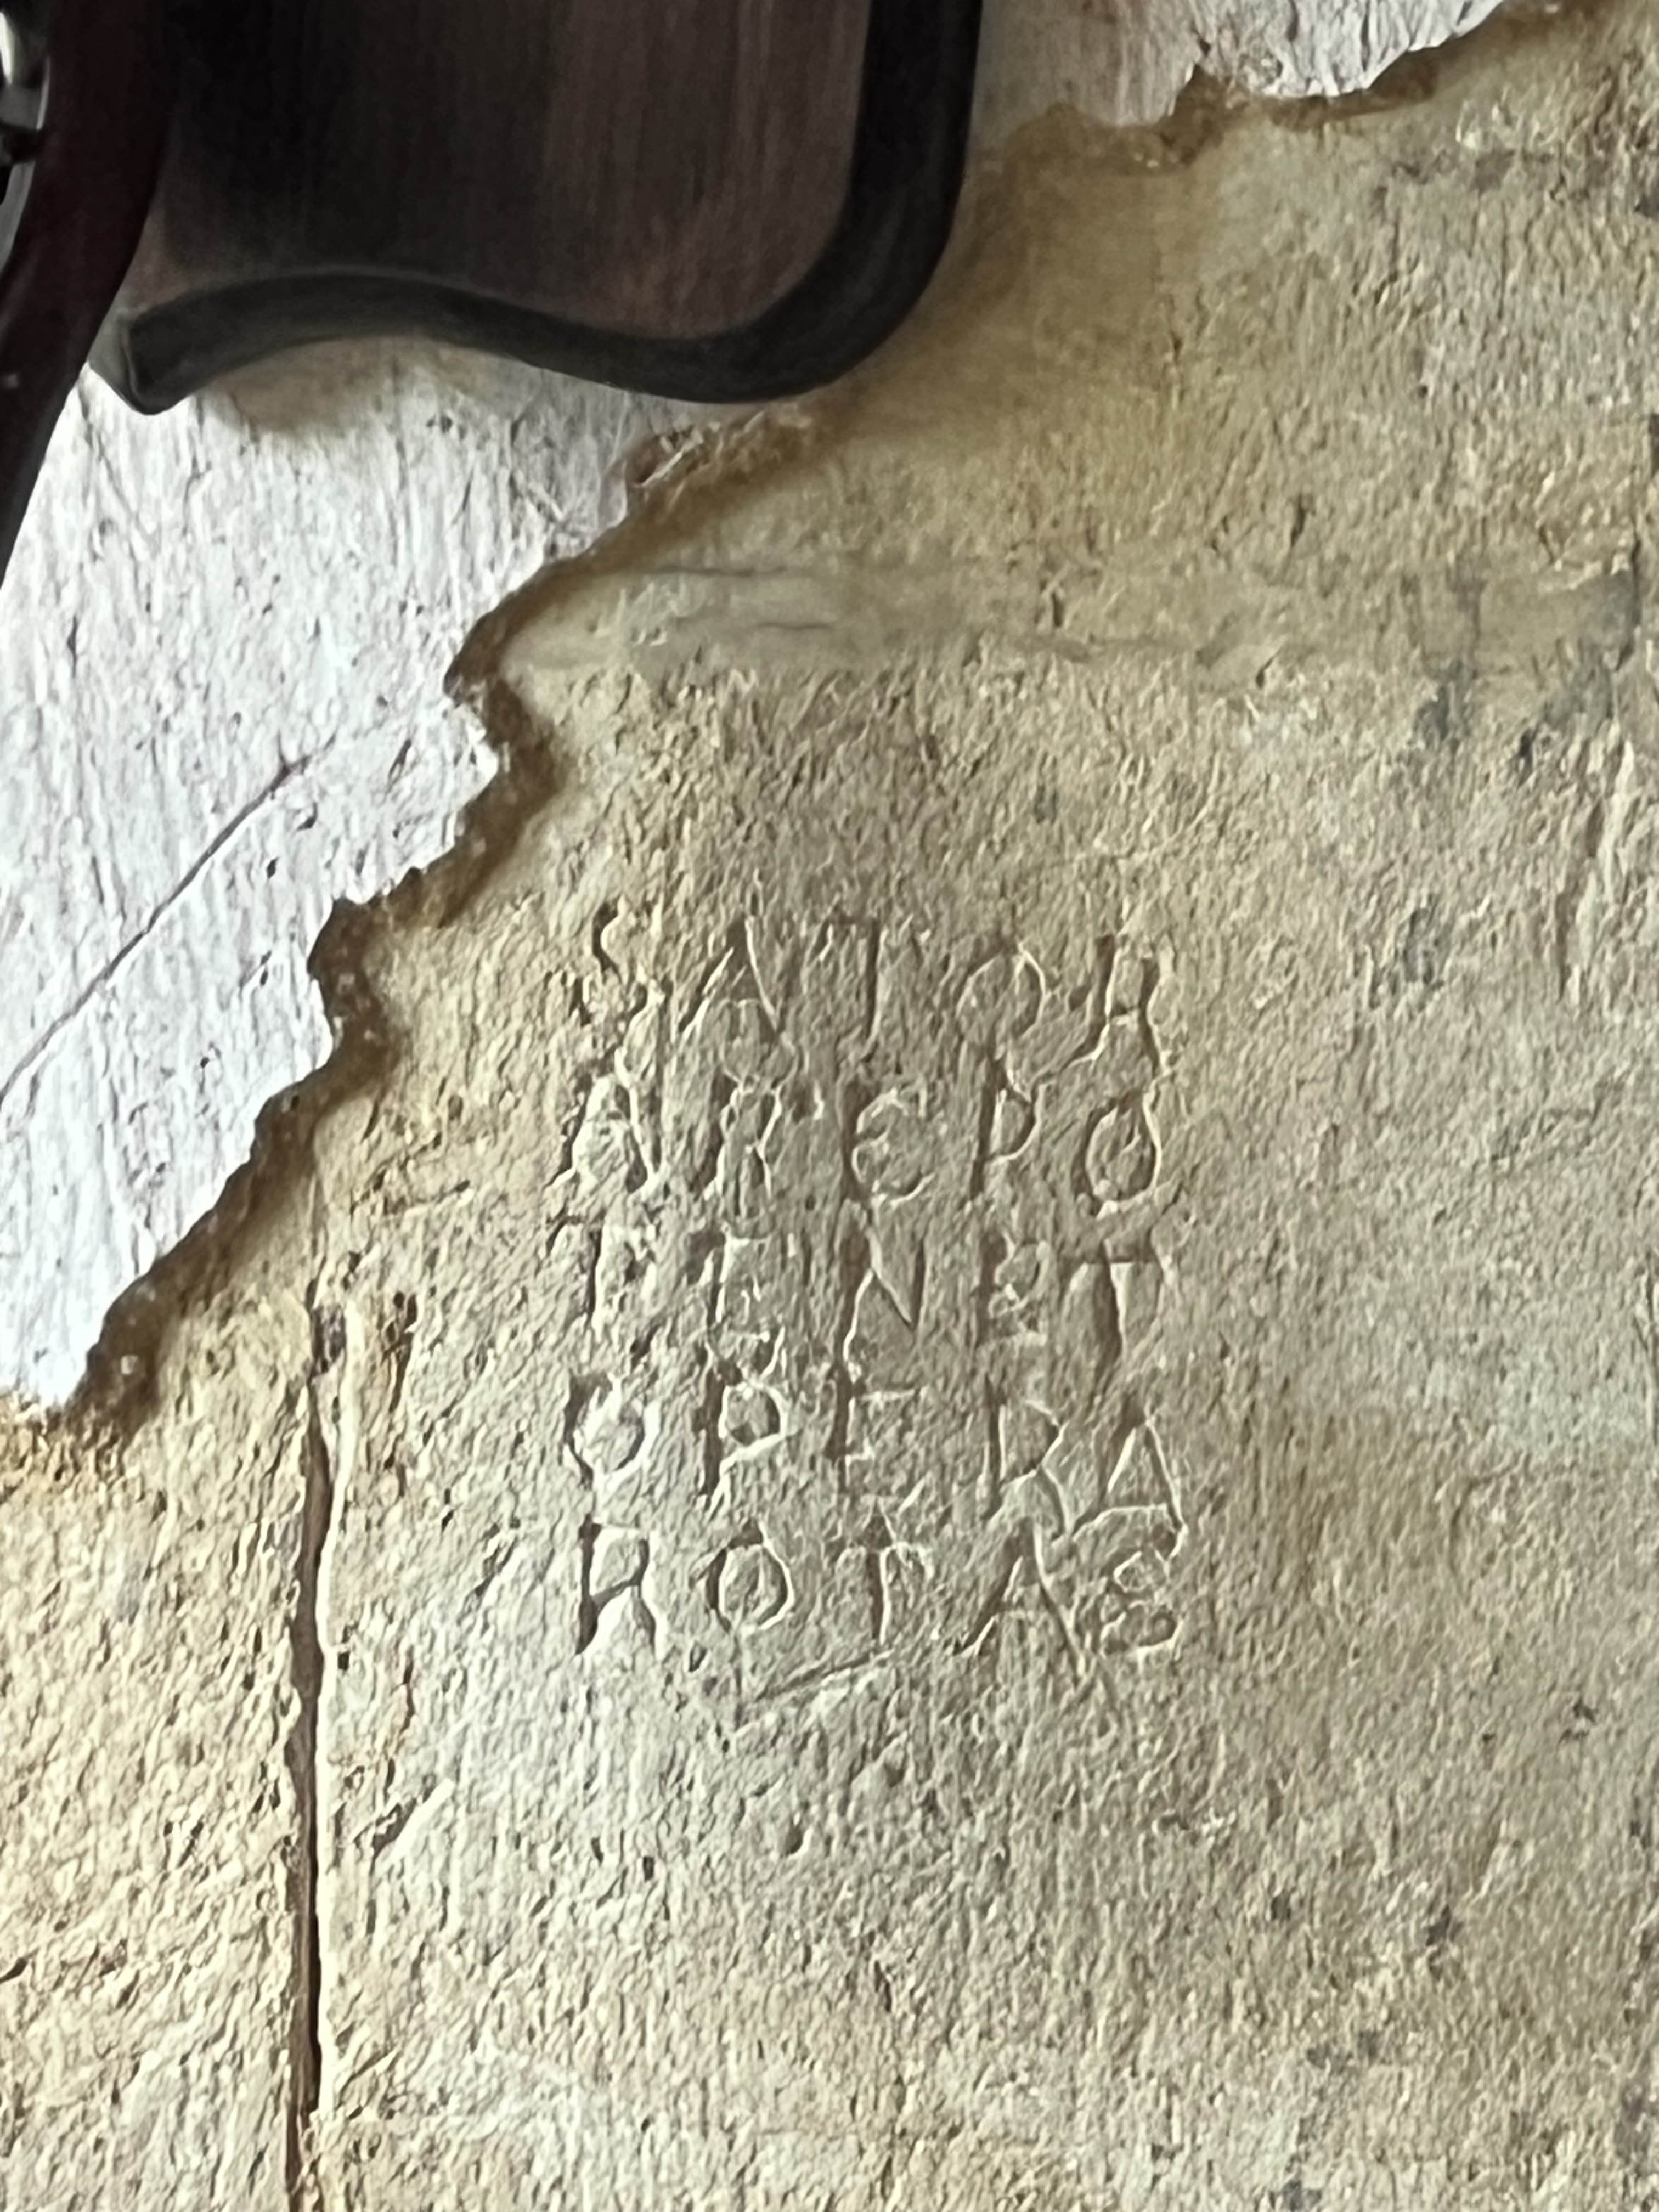 SATOR
AREPO
TENET
OPERA
ROTAS